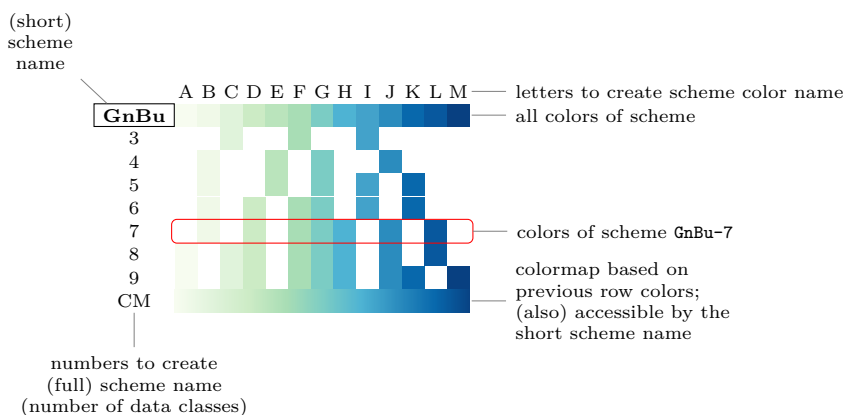 (short)
scheme
name
A B C D E F G H I J K L M
letters to create scheme color name
GnBu
all colors of scheme
3
4
5
6
7
colors of scheme GnBu-7
8
9
CM
colormap based on
previous row colors;
(also) accessible by the
short scheme name
numbers to create
(full) scheme name
(number of data classes)